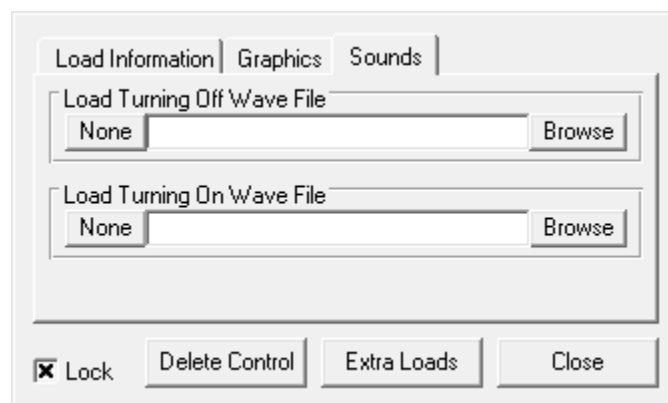 Load Information Graphics Sounds
Load Turning Off Wave File
None Browse
Load Turning On Wave File
None Browse
Lock Delete Control Extra Loads Close